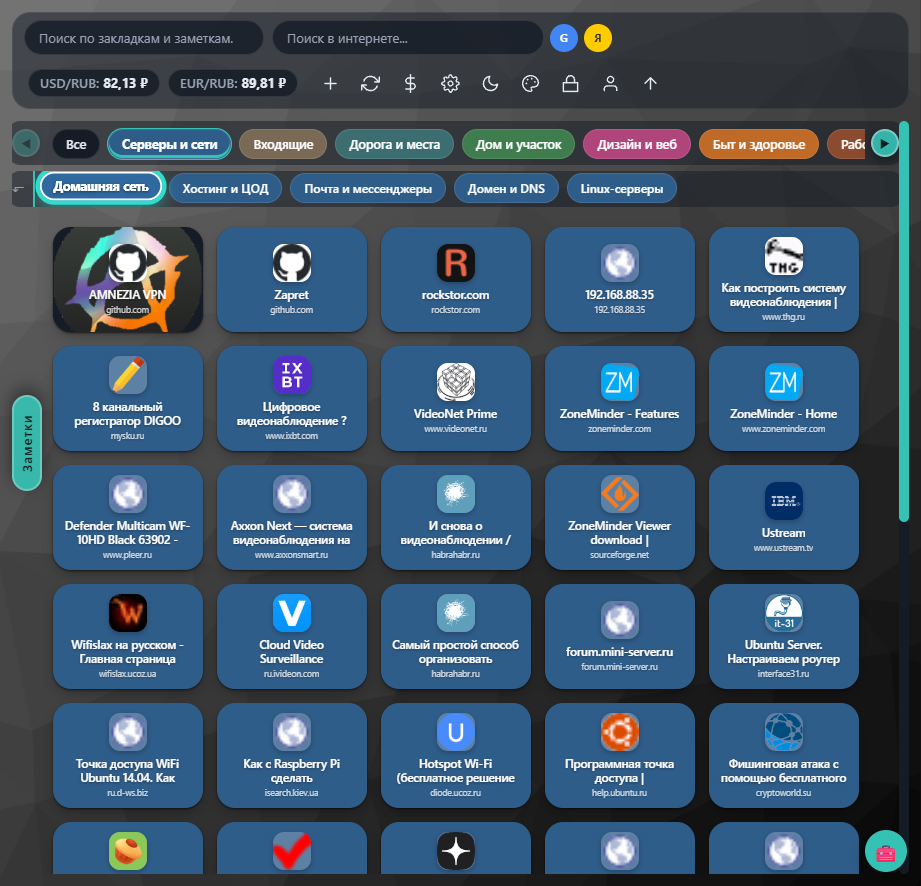 Поиск по закладкам и заметкам.
Поиск в интернете...
G
Я
USD/RUB: 82,13 ₽
EUR/RUB: 89,81 ₽
Все
Серверы и сети
Входящие
Дорога и места
Дом и участок
Дизайн и веб
Быт и здоровье
Рабо
Домашняя сеть
Хостинг и ЦОД
Почта и мессенджеры
Домен и DNS
Linux-серверы
Заметки
AMNEZIA VPN
github.com
Zapret
github.com
R
rockstor.com
rockstor.com
192.168.88.35
192.168.88.35
THG
Как построить систему
видеонаблюдения |
www.thg.ru
8 канальный
регистратор DIGOO
mysku.ru
IX
BT
Цифровое
видеонаблюдение ?
www.ixbt.com
VideoNet Prime
www.videonet.ru
ZM
ZoneMinder - Features
zoneminder.com
ZM
ZoneMinder - Home
www.zoneminder.com
Defender Multicam WF-
10HD Black 63902 -
www.pleer.ru
Axxon Next — система
видеонаблюдения на
www.axxonsmart.ru
И снова о
видеонаблюдении /
habrahabr.ru
ZoneMinder Viewer
download |
sourceforge.net
IBM
Ustream
www.ustream.tv
W
Wifislax на русском -
Главная страница
wifislax.ucoz.ua
V
Cloud Video
Surveillance
ru.ivideon.com
Самый простой способ
организовать
habrahabr.ru
forum.mini-server.ru
forum.mini-server.ru
it-31
Ubuntu Server.
Настраиваем роутер
interface31.ru
Точка доступа WiFi
Ubuntu 14.04. Как
ru.d-ws.biz
Как с Raspberry Pi
сделать
isearch.kiev.ua
U
Hotspot Wi-Fi
(бесплатное решение
diode.ucoz.ru
Программная точка
доступа |
help.ubuntu.ru
Фишинговая атака с
помощью бесплатного
cryptoworld.su